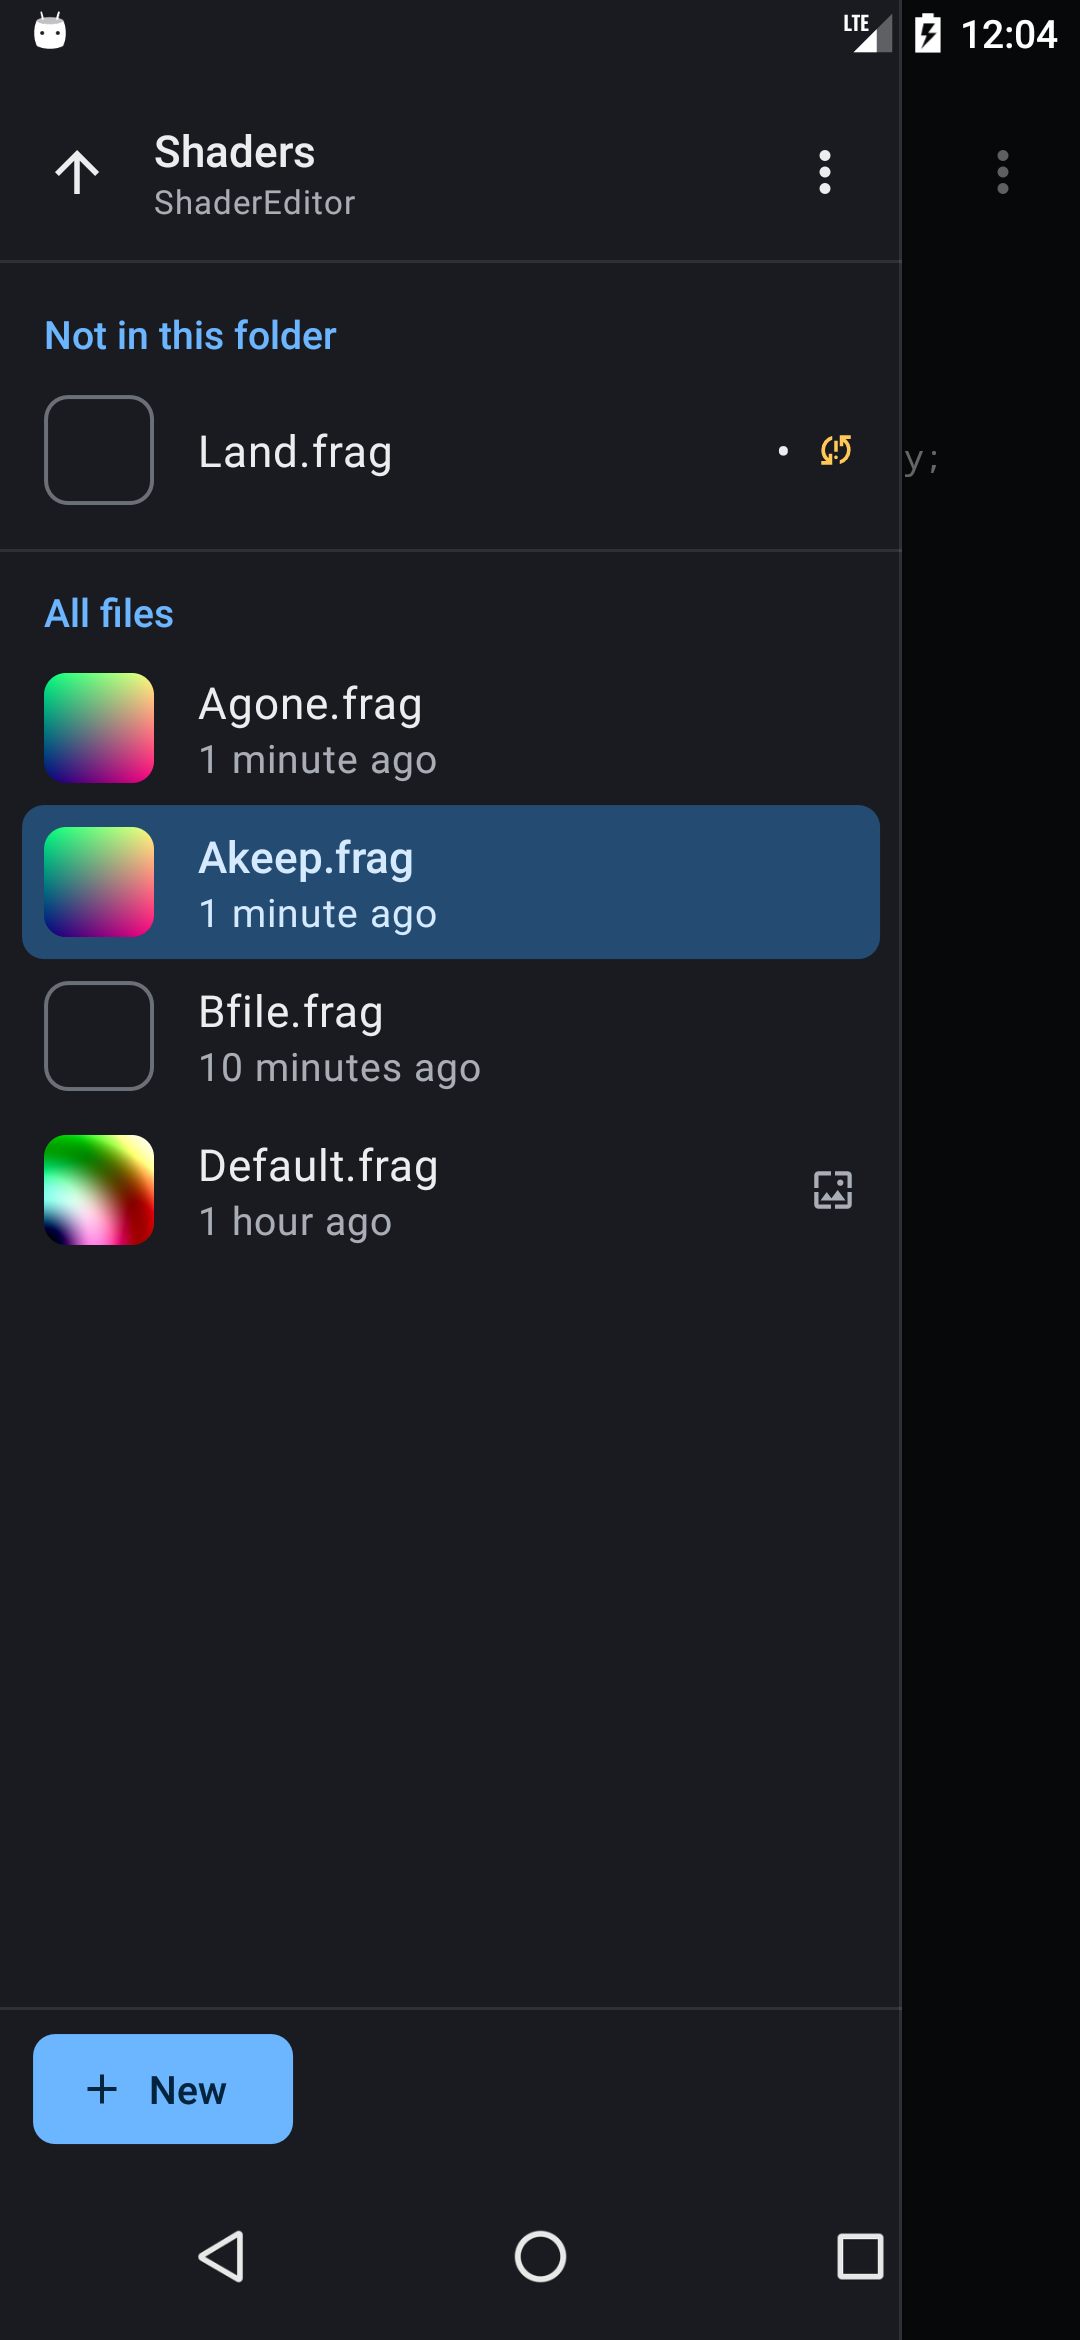 LTE 12:04
Shaders
ShaderEditor
Not in this folder
Land.frag
y;
All files
Agone.frag
1 minute ago
Akeep.frag
1 minute ago
Bfile.frag
10 minutes ago
Default.frag
1 hour ago
New